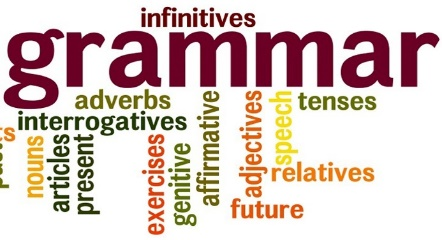 infinitives
grammar
adverbs
tenses
interrogatives
nouns
articles
present
exercises
genitive
affirmative
adjectives
speech
relatives
future